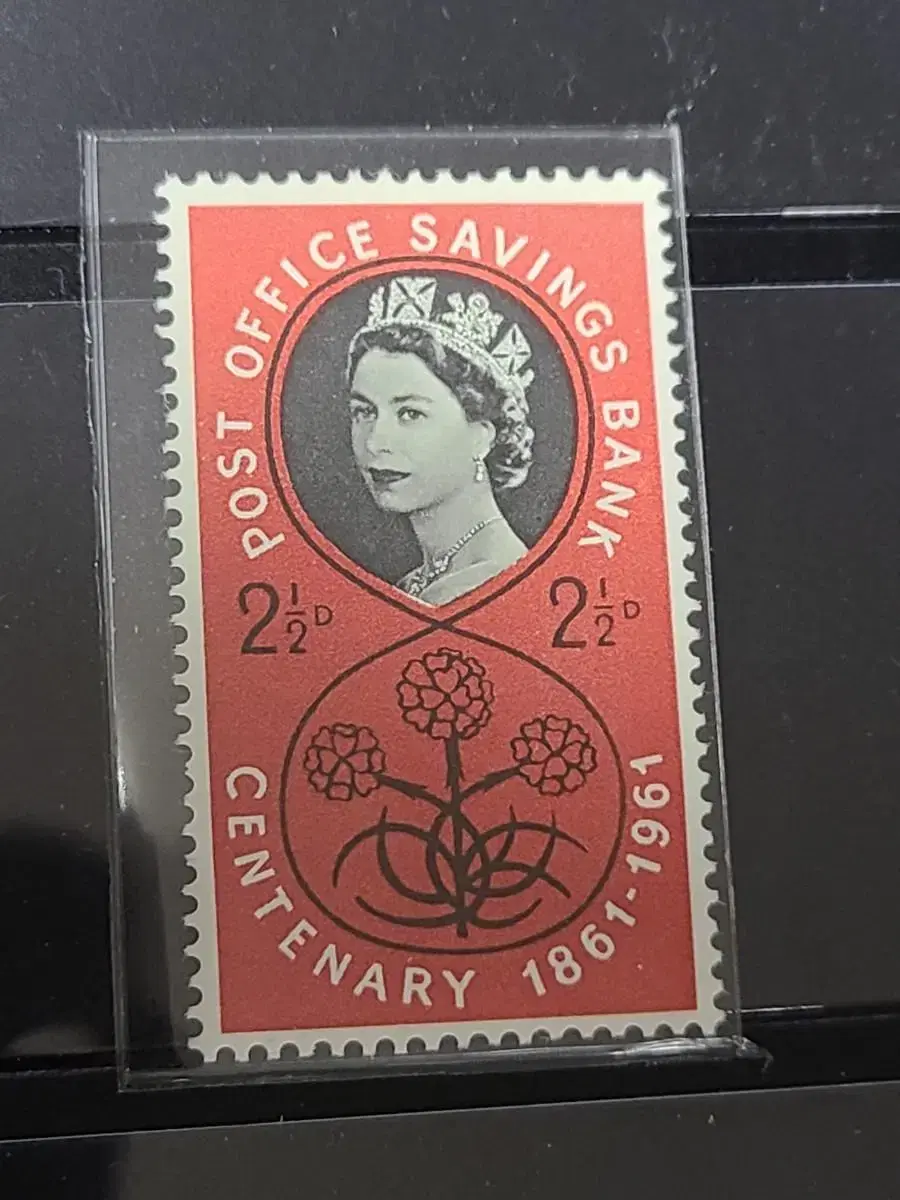 POST OFFICE SAVINGS BANK
2½D 2½D
CENTENARY 1861-1961